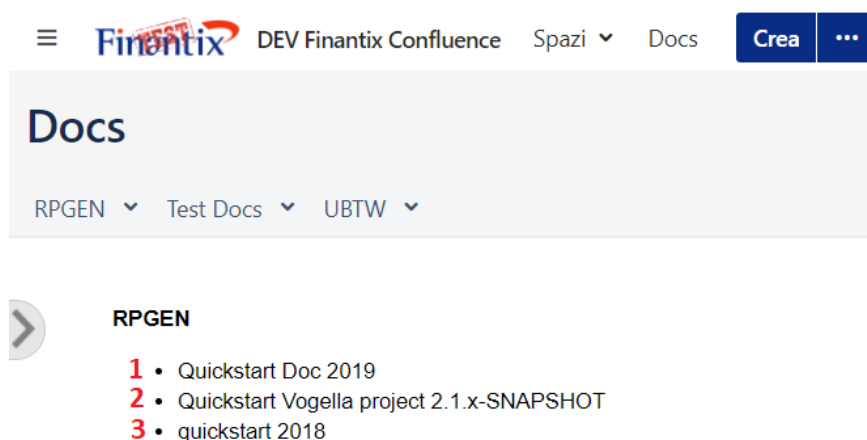 Finantix TEST DEV Finantix Confluence Spazi Docs Crea ...
Docs
RPGEN Test Docs UBTW
RPGEN
1 • Quickstart Doc 2019
2 • Quickstart Vogella project 2.1.x-SNAPSHOT
3 • quickstart 2018